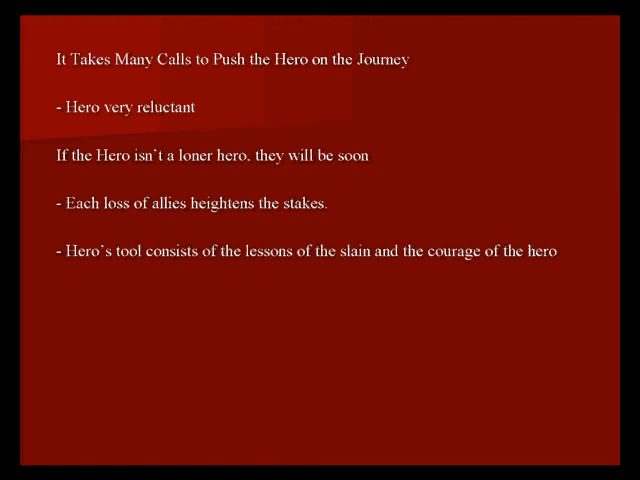 It Takes Many Calls to Push the Hero on the Journey
- Hero very reluctant
If the Hero isn`t a loner hero, they will be soon
- Each loss of allies heightens the stakes.
- Hero`s tool consists of the lessons of the slain and the courage of the hero